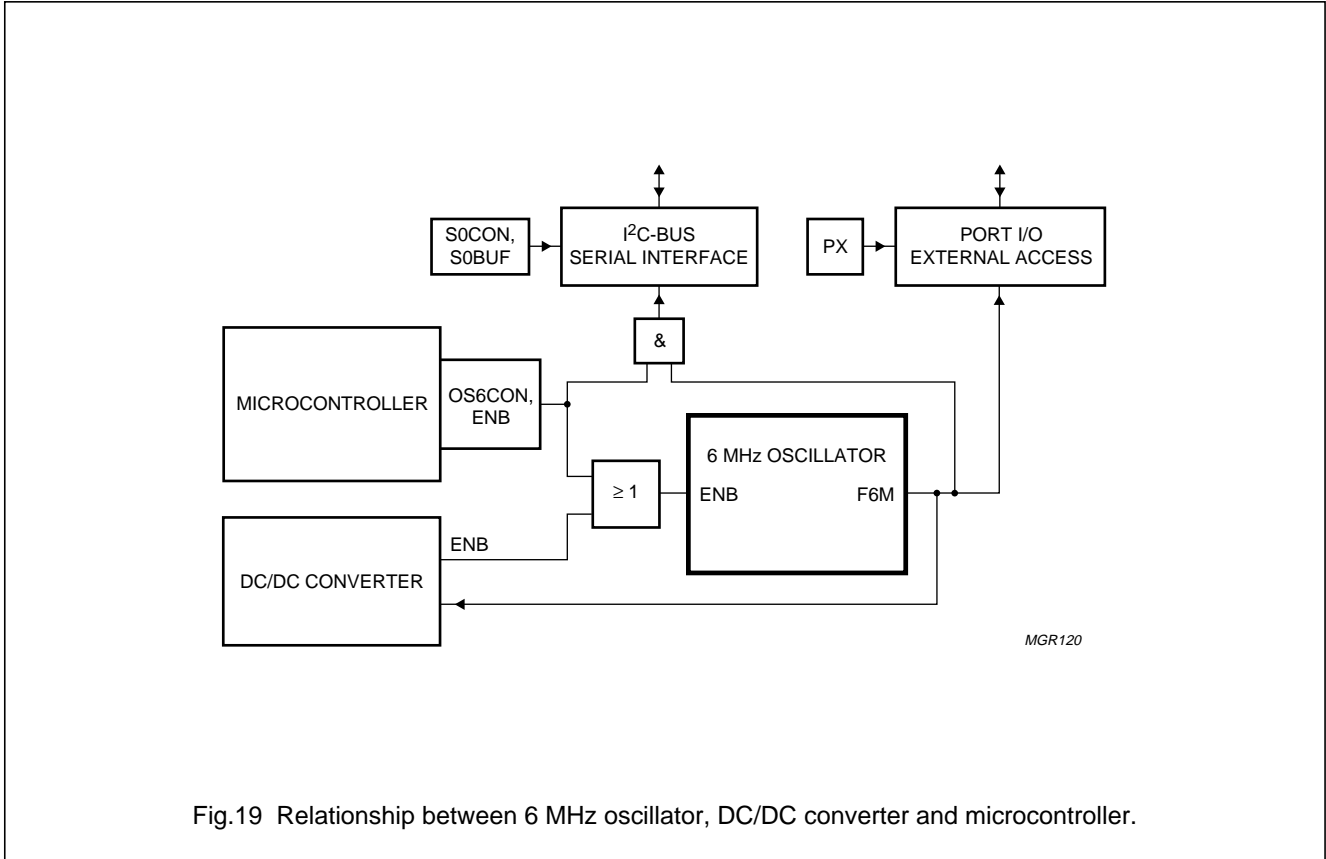 S0CON,
S0BUF
I²C-BUS
SERIAL INTERFACE
PX
PORT I/O
EXTERNAL ACCESS
&
MICROCONTROLLER
OS6CON,
ENB
6 MHz OSCILLATOR
≥ 1
ENB
F6M
ENB
DC/DC CONVERTER
MGR120
Fig.19 Relationship between 6 MHz oscillator, DC/DC converter and microcontroller.